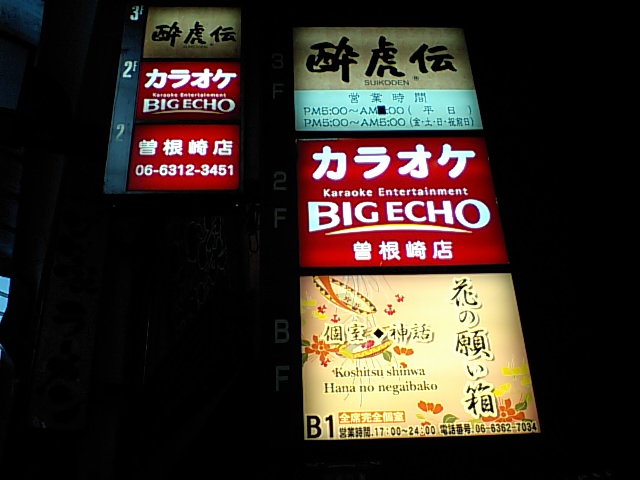 3F
酔虎伝
SUIKODEN
2F
カラオケ
Karaoke Entertainment
BIG ECHO
2
曽根崎店
06-6312-3451
3
F
酔虎伝
SUIKODEN
営業時間
PM5:00～AM :00(平日)
PM5:00～AM5:00(金・土・日・祝前日)
2
F
カラオケ
Karaoke Entertainment
BIG ECHO
曽根崎店
B
F
花の願い箱
個室◆神話
Koshitsu shinwa
Hana no negaibako
B1 全席完全個室
営業時間.17:00～24:00 電話番号.06-6362-7034